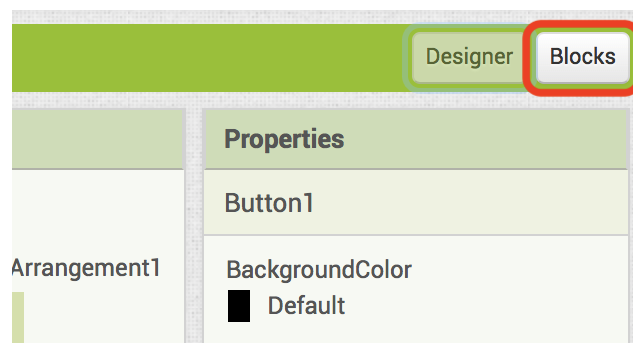 Designer Blocks
Properties
Button1
Arrangement1
BackgroundColor
Default